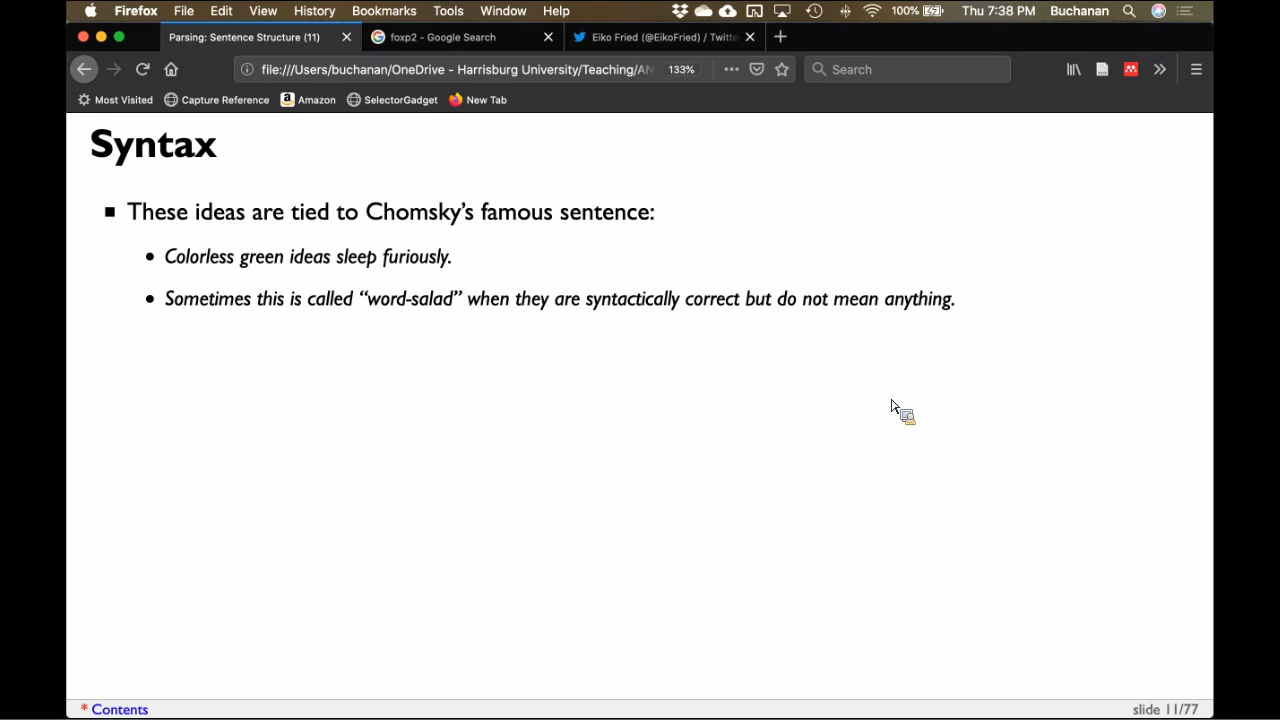 Firefox File Edit View History Bookmarks Tools Window Help 100% Thu 7:38 PM Buchanan
Parsing: Sentence Structure (11) foxp2 - Google Search Eiko Fried (@EikoFried) / Twitte
file:///Users/buchanan/OneDrive - Harrisburg University/Teaching/AN 133% Search
Most Visited Capture Reference Amazon SelectorGadget New Tab
Syntax
These ideas are tied to Chomsky’s famous sentence:
Colorless green ideas sleep furiously.
Sometimes this is called “word-salad” when they are syntactically correct but do not mean anything.
* Contents slide 11/77